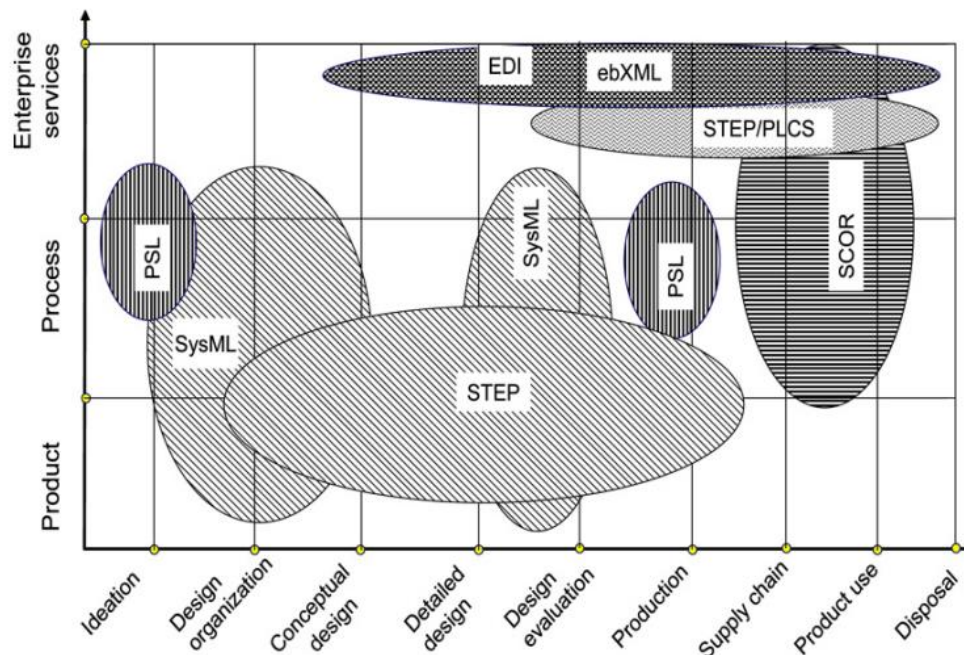 Enterprise
services
Process
Product
EDI
ebXML
STEP/PLCS
PSL
SysML
SysML
PSL
SCOR
STEP
Ideation
Design
organization
Conceptual
design
Detailed
design
Design
evaluation
Production
Supply chain
Product use
Disposal